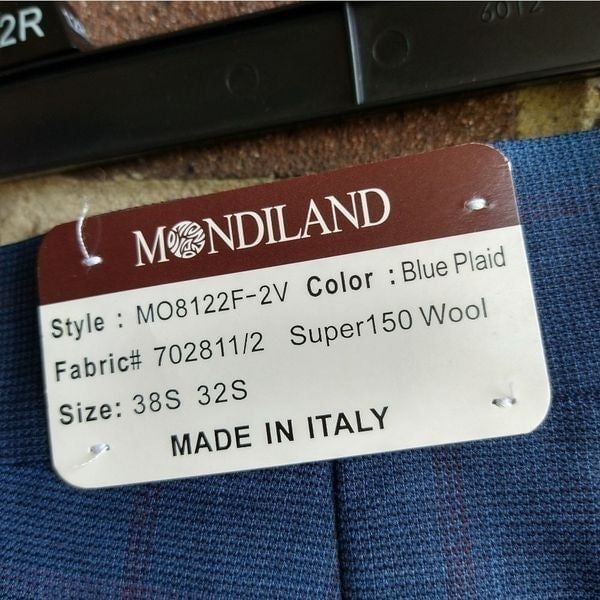 2R
6012
MONDILAND
Style : MO8122F-2V Color : Blue Plaid
Fabric# 702811/2 Super150 Wool
Size: 38S 32S
MADE IN ITALY